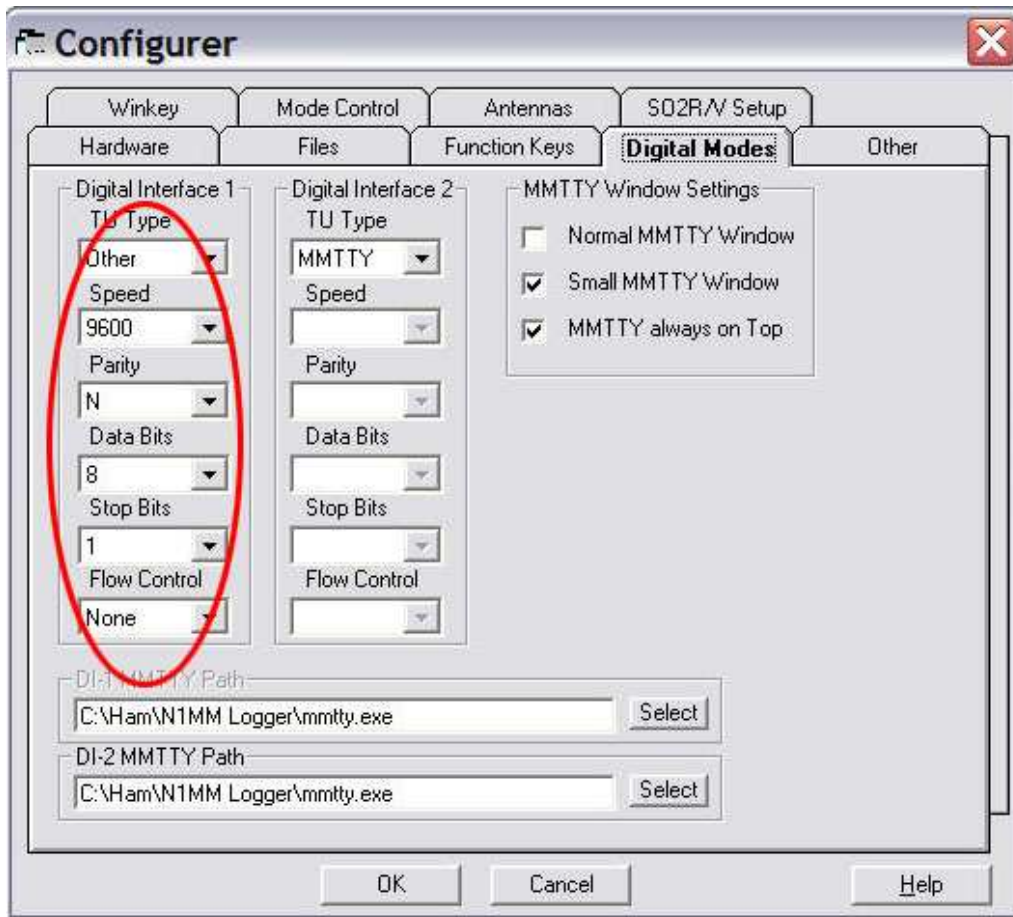 Configurer
Winkey Mode Control Antennas SO2R/V Setup
Hardware Files Function Keys Digital Modes Other
Digital Interface 1 Digital Interface 2 MMTTY Window Settings
TU Type TU Type
Other MMTTY Normal MMTTY Window
Speed Speed Small MMTTY Window
9600 MMTTY always on Top
Parity Parity
N
Data Bits Data Bits
8
Stop Bits Stop Bits
1
Flow Control Flow Control
None
DI-1 MMTTY Path
C:\Ham\N1MM Logger\mmtty.exe Select
DI-2 MMTTY Path
C:\Ham\N1MM Logger\mmtty.exe Select
OK Cancel Help